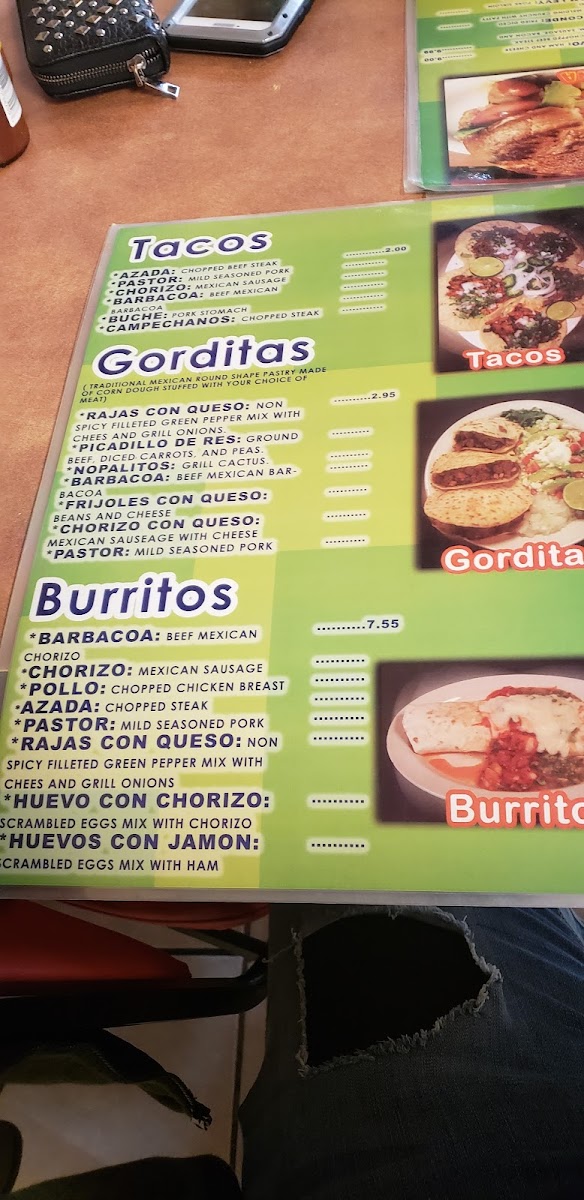 Tacos
*AZADA: CHOPPED BEEF STEAK ............2.00
*PASTOR: MILD SEASONED PORK ............
*CHORIZO: MEXICAN SAUSAGE ............
*BARBACOA: BEEF MEXICAN ............
BARBACOA
*BUCHE: PORK STOMACH ............
*CAMPECHANOS: CHOPPED STEAK
Tacos
Gorditas
( TRADITIONAL MEXICAN ROUND SHAPE PASTRY MADE
OF CORN DOUGH STUFFED WITH YOUR CHOICE OF
MEAT)
*RAJAS CON QUESO: NON ..........2.95
SPICY FILLETED GREEN PEPPER MIX WITH
CHEES AND GRILL ONIONS.
*PICADILLO DE RES: GROUND ..........
BEEF, DICED CARROTS, AND PEAS.
*NOPALITOS: GRILL CACTUS. ..........
*BARBACOA: BEEF MEXICAN BAR- ..........
BACOA
*FRIJOLES CON QUESO: ..........
BEANS AND CHEESE
*CHORIZO CON QUESO: ..........
MEXICAN SAUSEAGE WITH CHEESE
*PASTOR: MILD SEASONED PORK ..........
Gordita
Burritos
*BARBACOA: BEEF MEXICAN ..........7.55
CHORIZO
*CHORIZO: MEXICAN SAUSAGE ..........
*POLLO: CHOPPED CHICKEN BREAST ..........
*AZADA: CHOPPED STEAK ..........
*PASTOR: MILD SEASONED PORK ..........
*RAJAS CON QUESO: NON ..........
SPICY FILLETED GREEN PEPPER MIX WITH
CHEES AND GRILL ONIONS
*HUEVO CON CHORIZO: ..........
SCRAMBLED EGGS MIX WITH CHORIZO
*HUEVOS CON JAMON: ..........
SCRAMBLED EGGS MIX WITH HAM
Burrito